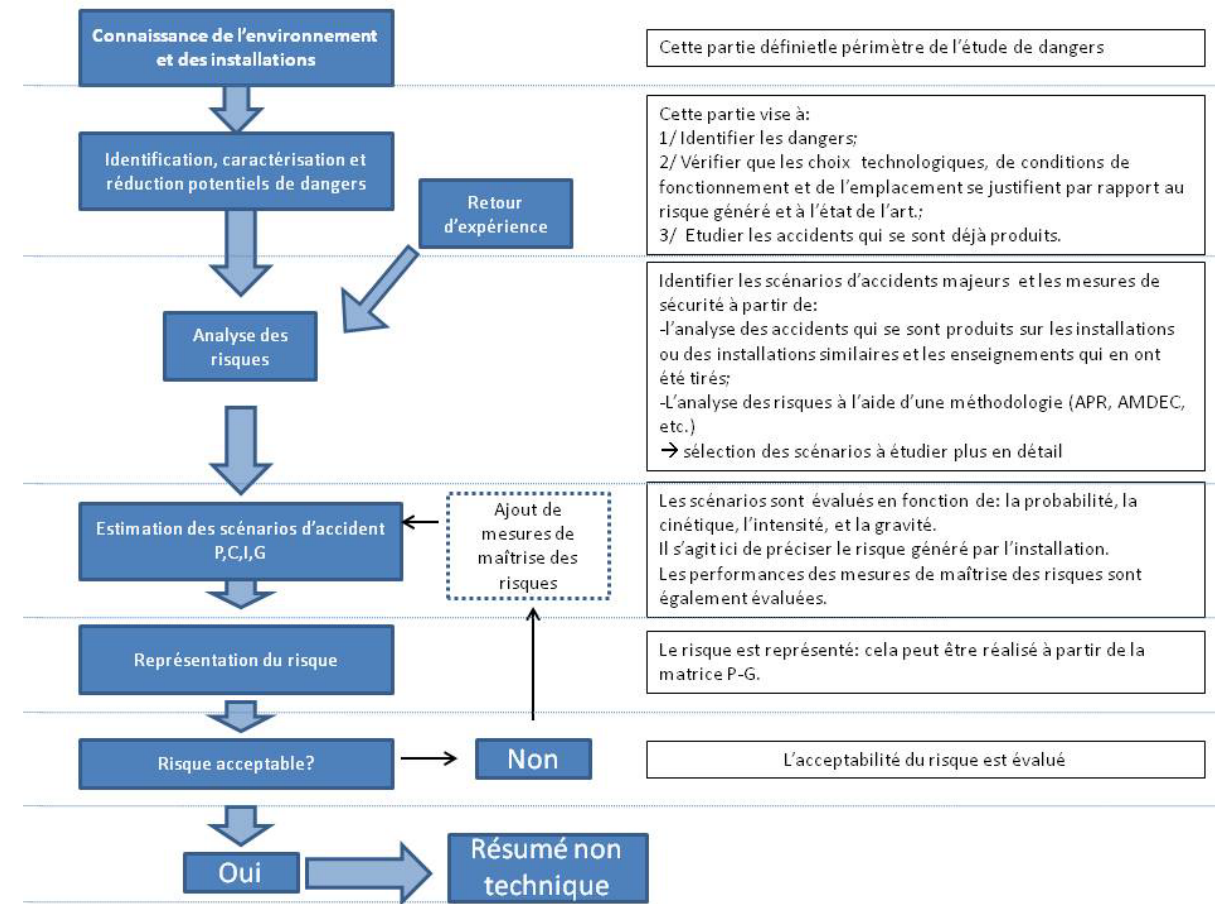 Connaissance de l'environnement
et des installations
Cette partie définietle périmètre de l'étude de dangers
Identification, caractérisation et
réduction potentiels de dangers
Retour
d'expérience
Cette partie vise à:
1/ Identifier les dangers;
2/ Vérifier que les choix technologiques, de conditions de
fonctionnement et de l'emplacement se justifient par rapport au
risque généré et à l'état de l'art.;
3/ Etudier les accidents qui se sont déjà produits.
Analyse des
risques
Identifier les scénarios d'accidents majeurs et les mesures de
sécurité à partir de:
-l'analyse des accidents qui se sont produits sur les installations
ou des installations similaires et les enseignements qui en ont
été tirés;
-L'analyse des risques à l'aide d'une méthodologie (APR, AMDEC,
etc.)
→ sélection des scénarios à étudier plus en détail
Estimation des scénarios d'accident
P,C,I,G
Ajout de
mesures de
maîtrise des
risques
Les scénarios sont évalués en fonction de: la probabilité, la
cinétique, l'intensité, et la gravité.
Il s'agit ici de préciser le risque généré par l'installation.
Les performances des mesures de maîtrise des risques sont
également évaluées.
Représentation du risque
Le risque est représenté: cela peut être réalisé à partir de la
matrice P-G.
Risque acceptable?
Non
L'acceptabilité du risque est évalué
Oui
Résumé non
technique